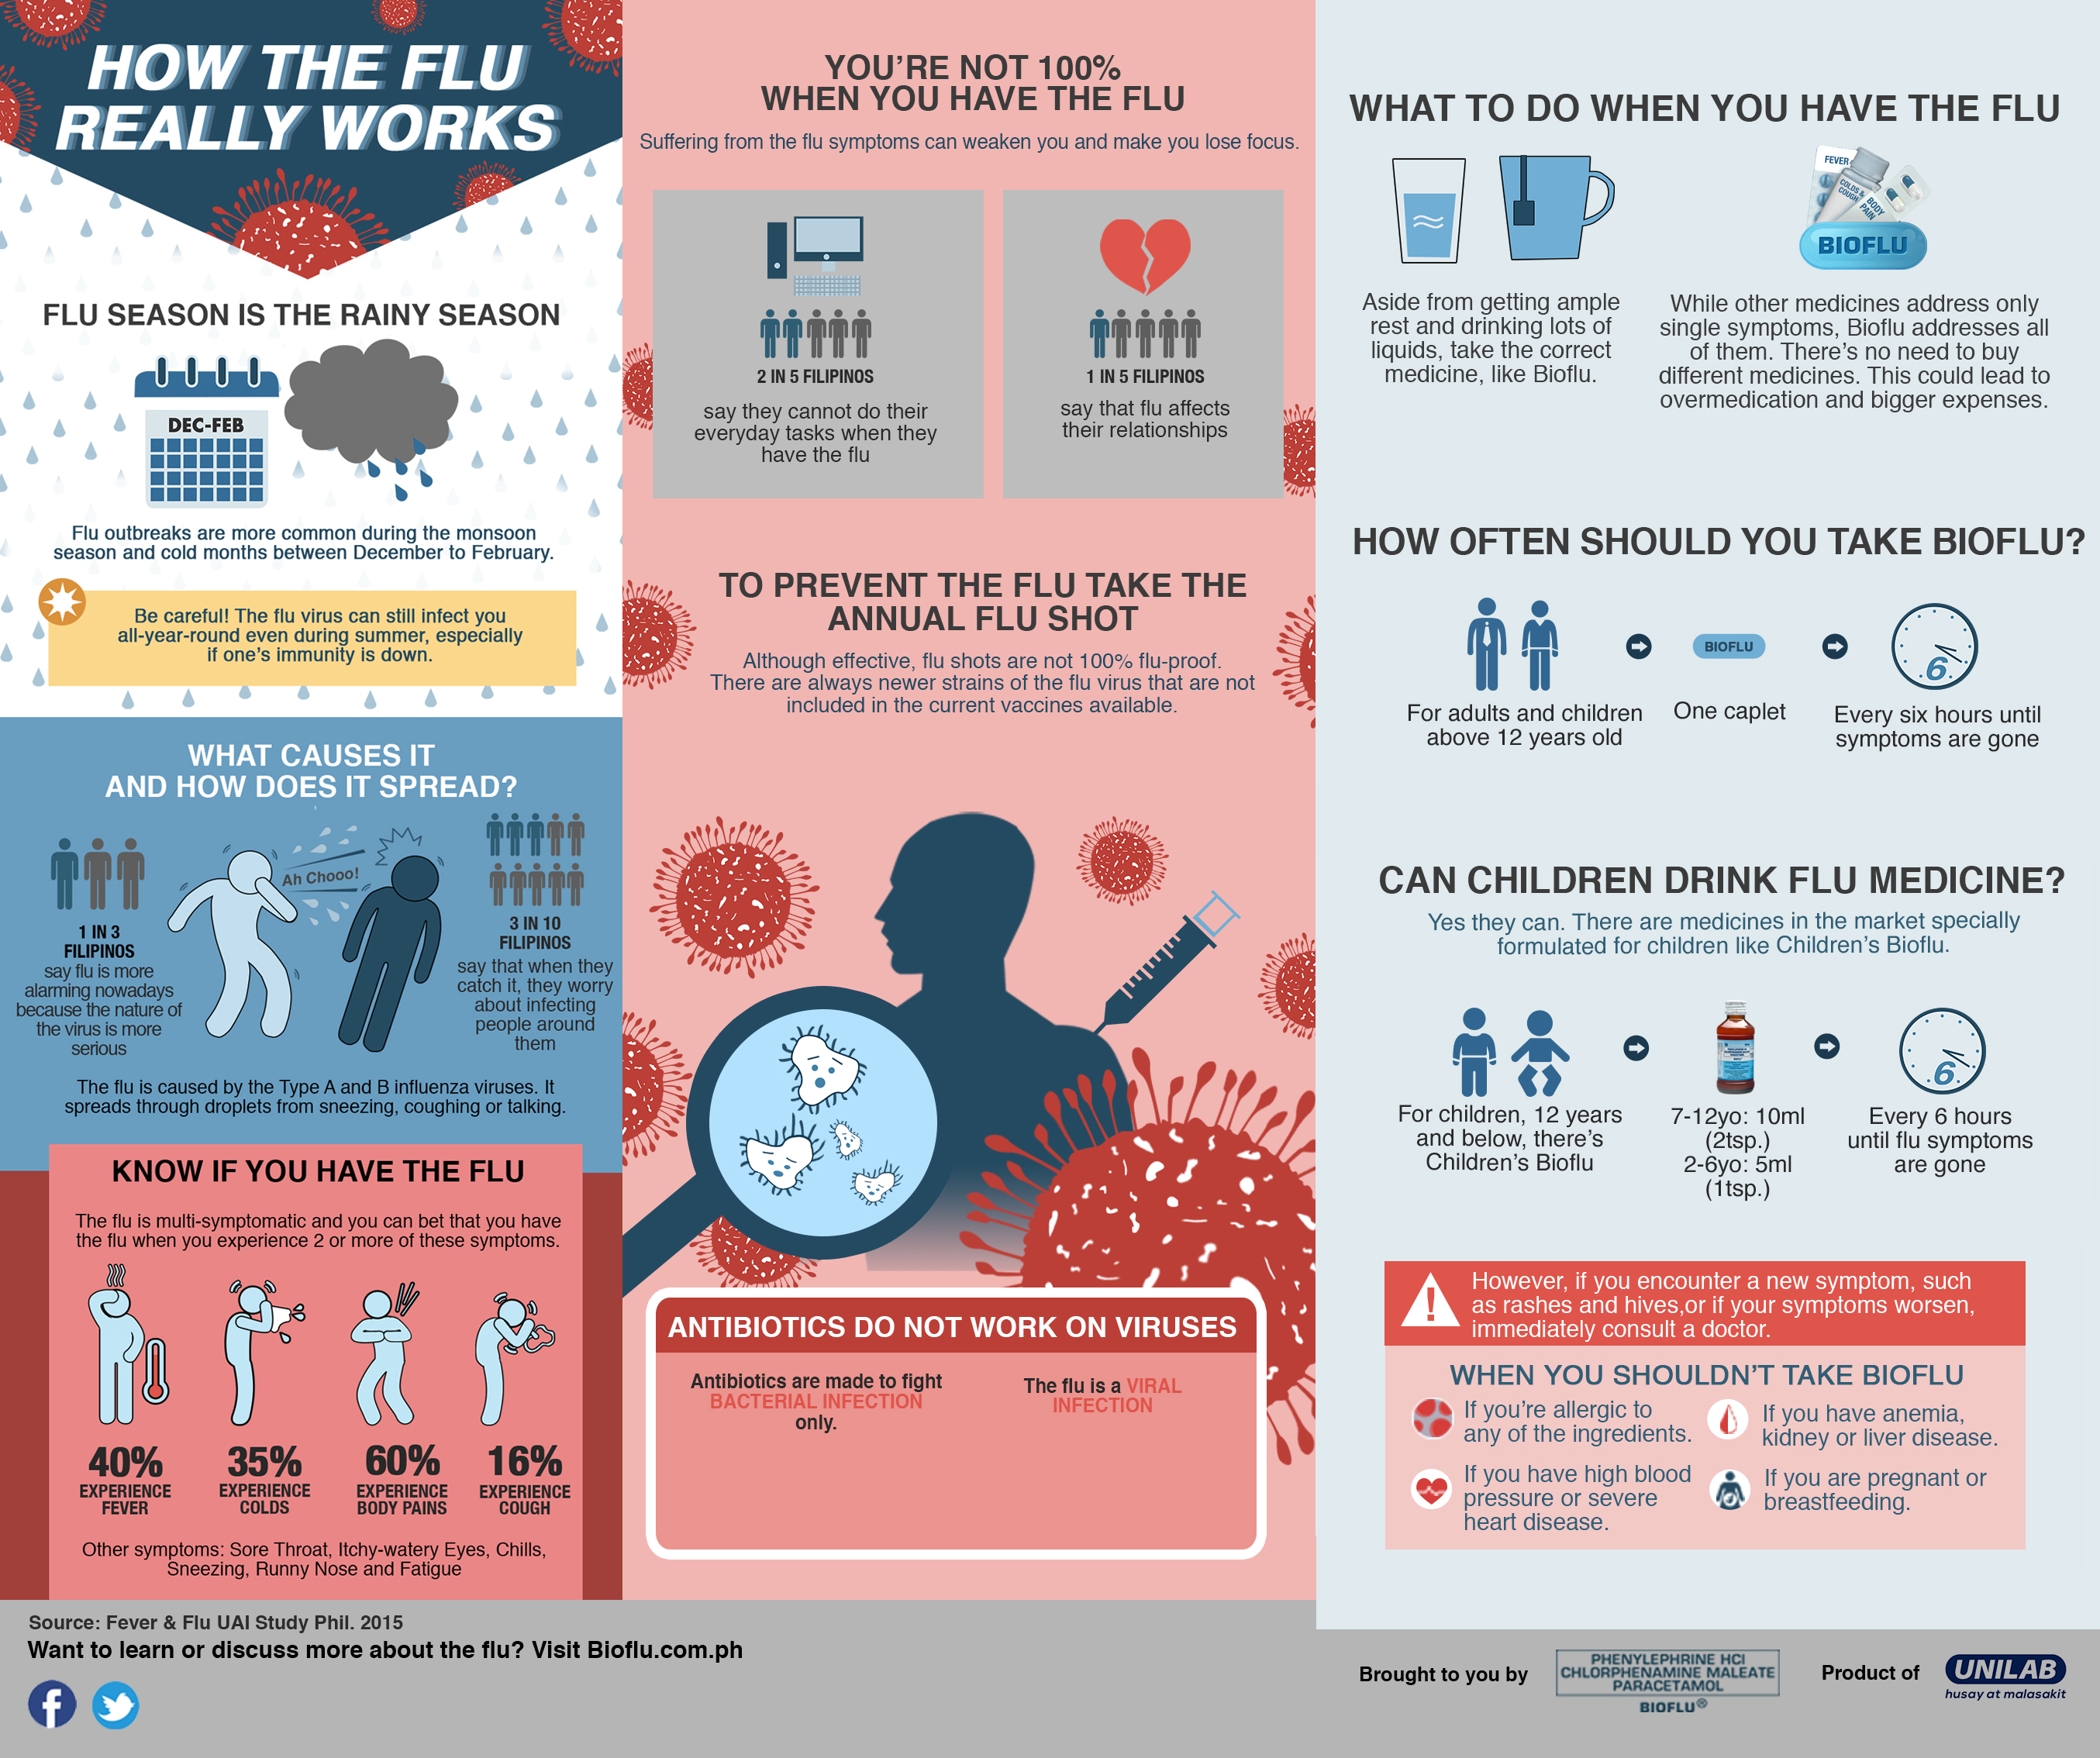 HOW THE FLU
REALLY WORKS
FLU SEASON IS THE RAINY SEASON
DEC-FEB
Flu outbreaks are more common during the monsoon
season and cold months between December to February.
Be careful! The flu virus can still infect you
all-year-round even during summer, especially
if one's immunity is down.
WHAT CAUSES IT
AND HOW DOES IT SPREAD?
Ah Chooo!
1 IN 3
FILIPINOS
say flu is more
alarming nowadays
because the nature of
the virus is more
serious
3 IN 10
FILIPINOS
say that when they
catch it, they worry
about infecting
people around
them
The flu is caused by the Type A and B influenza viruses. It
spreads through droplets from sneezing, coughing or talking.
KNOW IF YOU HAVE THE FLU
The flu is multi-symptomatic and you can bet that you have
the flu when you experience 2 or more of these symptoms.
40%
EXPERIENCE
FEVER
35%
EXPERIENCE
COLDS
60%
EXPERIENCE
BODY PAINS
16%
EXPERIENCE
COUGH
Other symptoms: Sore Throat, Itchy-watery Eyes, Chills,
Sneezing, Runny Nose and Fatigue
YOU'RE NOT 100%
WHEN YOU HAVE THE FLU
Suffering from the flu symptoms can weaken you and make you lose focus.
2 IN 5 FILIPINOS
say they cannot do their
everyday tasks when they
have the flu
1 IN 5 FILIPINOS
say that flu affects
their relationships
TO PREVENT THE FLU TAKE THE
ANNUAL FLU SHOT
Although effective, flu shots are not 100% flu-proof.
There are always newer strains of the flu virus that are not
included in the current vaccines available.
ANTIBIOTICS DO NOT WORK ON VIRUSES
Antibiotics are made to fight
BACTERIAL INFECTION
only.
The flu is a VIRAL
INFECTION
WHAT TO DO WHEN YOU HAVE THE FLU
Aside from getting ample
rest and drinking lots of
liquids, take the correct
medicine, like Bioflu.
FEVER
COLDS &
COUGH
BODY
PAIN
BIOFLU
While other medicines address only
single symptoms, Bioflu addresses all
of them. There's no need to buy
different medicines. This could lead to
overmedication and bigger expenses.
HOW OFTEN SHOULD YOU TAKE BIOFLU?
For adults and children
above 12 years old
BIOFLU
One caplet
6
Every six hours until
symptoms are gone
CAN CHILDREN DRINK FLU MEDICINE?
Yes they can. There are medicines in the market specially
formulated for children like Children's Bioflu.
For children, 12 years
and below, there's
Children's Bioflu
7-12yo: 10ml
(2tsp.)
2-6yo: 5ml
(1tsp.)
6
Every 6 hours
until flu symptoms
are gone
However, if you encounter a new symptom, such
as rashes and hives,or if your symptoms worsen,
immediately consult a doctor.
WHEN YOU SHOULDN'T TAKE BIOFLU
If you're allergic to
any of the ingredients.
If you have anemia,
kidney or liver disease.
If you have high blood
pressure or severe
heart disease.
If you are pregnant or
breastfeeding.
Source: Fever & Flu UAI Study Phil. 2015
Want to learn or discuss more about the flu? Visit Bioflu.com.ph
Brought to you by
PHENYLEPHRINE HCl
CHLORPHENAMINE MALEATE
PARACETAMOL
BIOFLU®
Product of
UNILAB
husay at malasakit